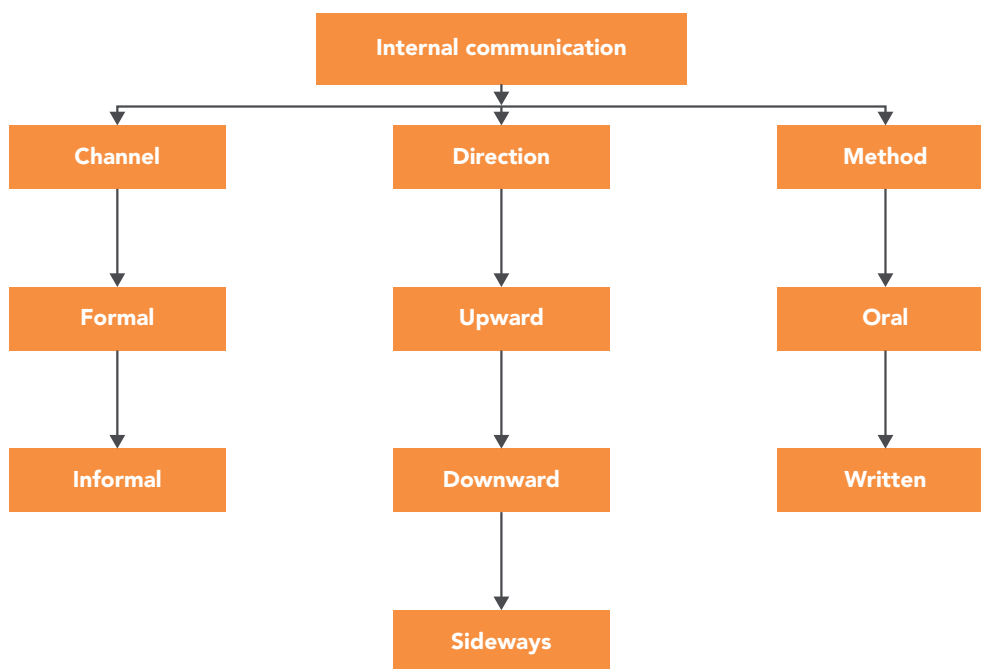 Internal communication
Channel
Direction
Method
Formal
Upward
Oral
Informal
Downward
Written
Sideways